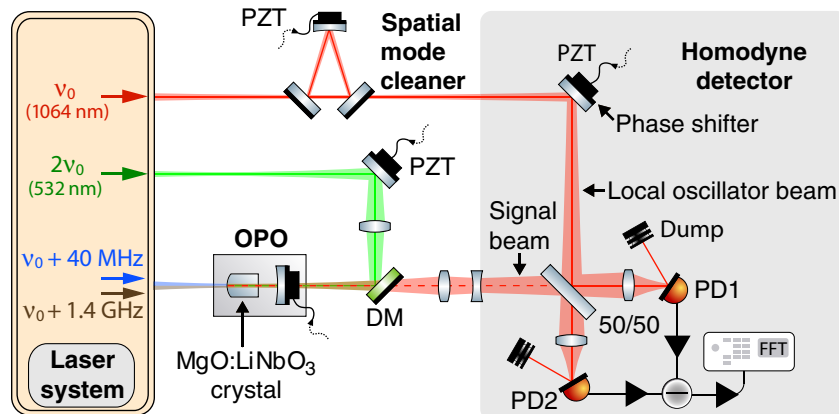 PZT
Spatial
mode
cleaner
PZT
Homodyne
detector
ν0
(1064 nm)
Phase shifter
2ν0
(532 nm)
PZT
Local oscillator beam
Signal
beam
Dump
OPO
ν0 + 40 MHz
ν0 + 1.4 GHz
DM
PD1
50/50
MgO:LiNbO3
crystal
Laser
system
FFT
PD2